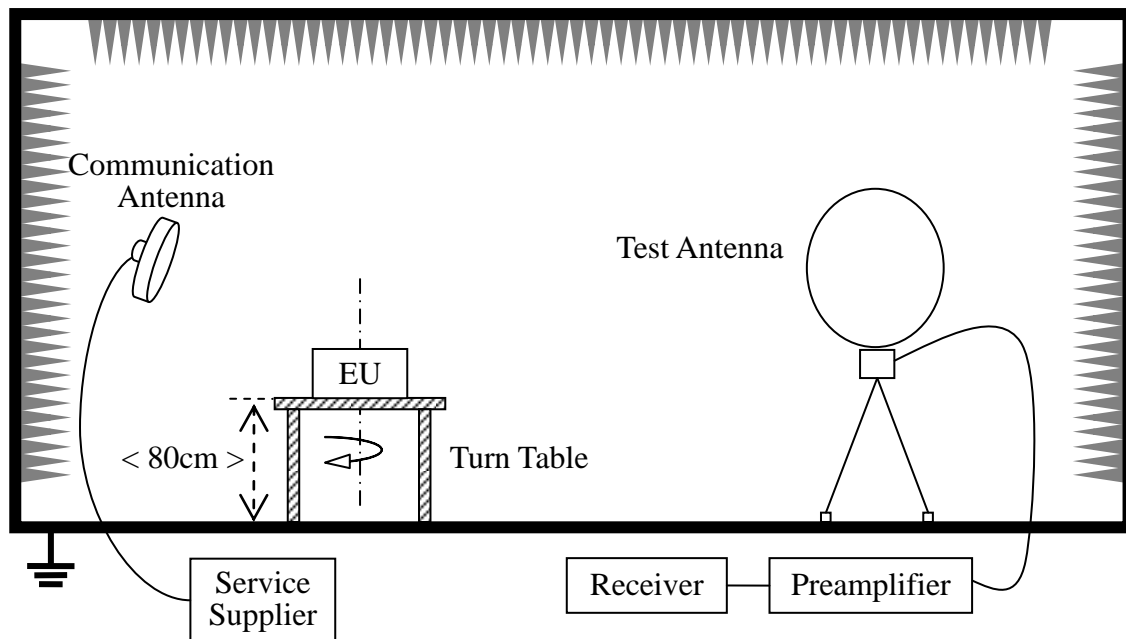 Communication
Antenna
Test Antenna
EU
< 80cm >
Turn Table
Service
Supplier
Receiver
Preamplifier